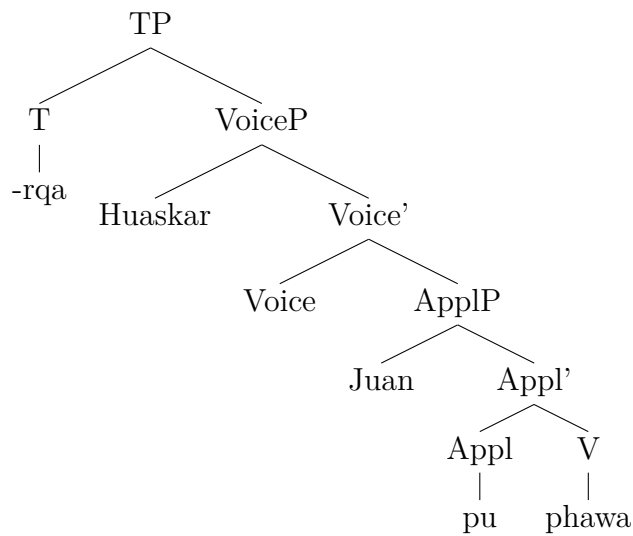 TP
T VoiceP
-rqa Huaskar Voice’
Voice ApplP
Juan Appl’
Appl V
pu phawa